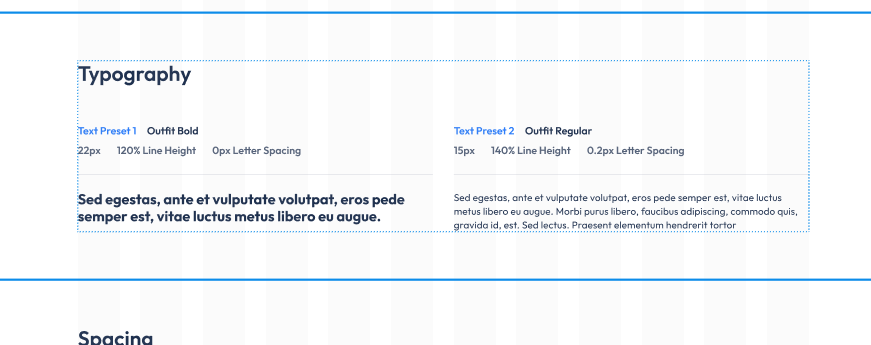 Typography
Text Preset 1 Outfit Bold
22px 120% Line Height 0px Letter Spacing
Sed egestas, ante et vulputate volutpat, eros pede
semper est, vitae luctus metus libero eu augue.
Text Preset 2 Outfit Regular
15px 140% Line Height 0.2px Letter Spacing
Sed egestas, ante et vulputate volutpat, eros pede semper est, vitae luctus
metus libero eu augue. Morbi purus libero, faucibus adipiscing, commodo quis,
gravida id, est. Sed lectus. Praesent elementum hendrerit tortor
Spacing